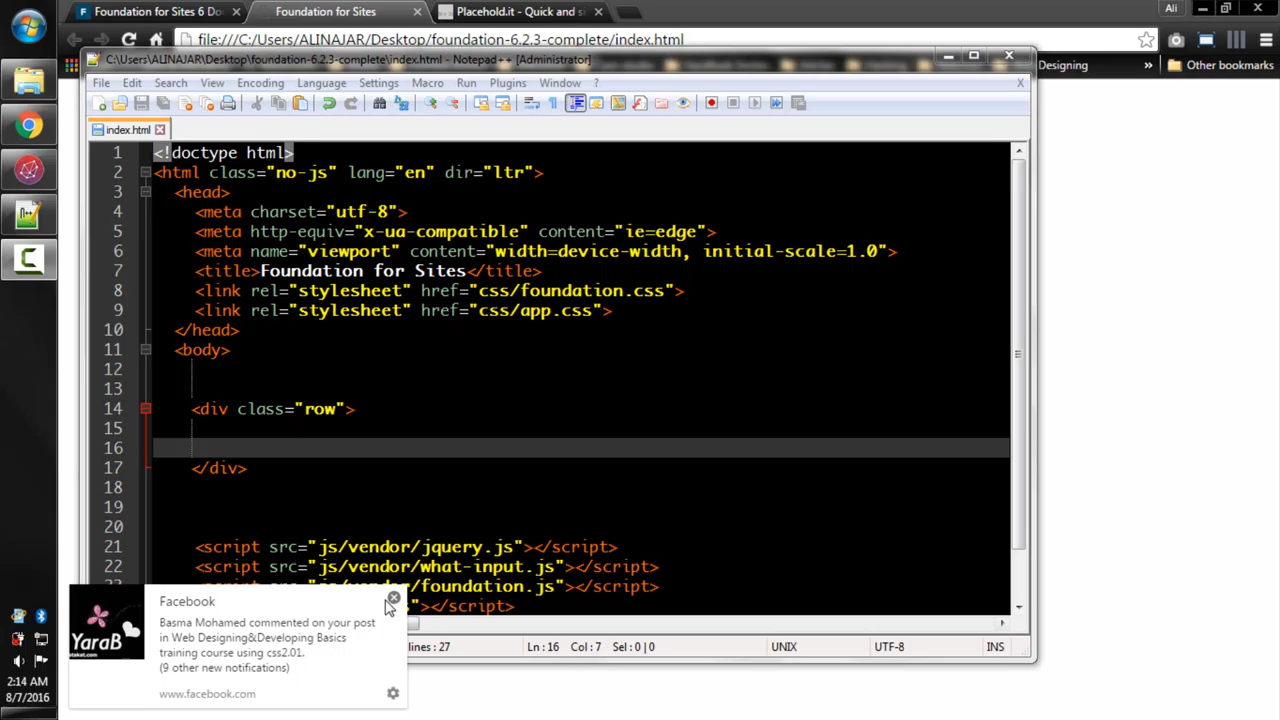 Foundation for Sites 6 Do
Foundation for Sites
Placehold.it - Quick and si
Ali
file:///C:/Users/ALINAJAR/Desktop/foundation-6.2.3-complete/index.html
C:\Users\ALINAJAR\Desktop\foundation-6.2.3-complete\index.html - Notepad++ [Administrator]
Designing
»
Other bookmarks
File Edit Search View Encoding Language Settings Macro Run Plugins Window ?
X
index.html
1 <!doctype html>
2 <html class="no-js" lang="en" dir="ltr">
3 <head>
4 <meta charset="utf-8">
5 <meta http-equiv="x-ua-compatible" content="ie=edge">
6 <meta name="viewport" content="width=device-width, initial-scale=1.0">
7 <title>Foundation for Sites</title>
8 <link rel="stylesheet" href="css/foundation.css">
9 <link rel="stylesheet" href="css/app.css">
10 </head>
11 <body>
12
13
14 <div class="row">
15
16
17 </div>
18
19
20
21 <script src="js/vendor/jquery.js"></script>
22 <script src="js/vendor/what-input.js"></script>
"js/vendor/foundation.js"></script>
"></script>
Facebook
Basma Mohamed commented on your post
in Web Designing&Developing Basics
training course using css2.01.
(9 other new notifications)
www.facebook.com
YaraB
lines: 27
Ln : 16 Col : 7 Sel : 0 | 0
UNIX
UTF-8
INS
2:14 AM
8/7/2016